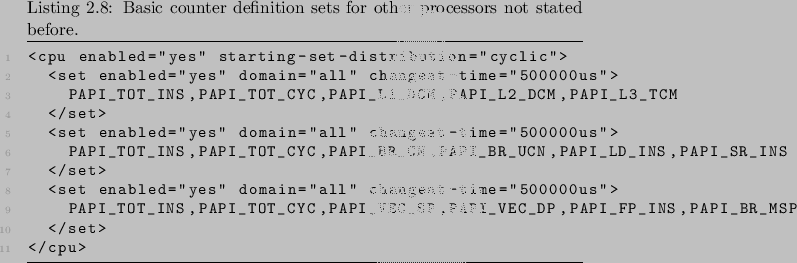 Listing 2.8: Basic counter definition sets for other processors not stated
before.
1 <cpu enabled="yes" starting-set-distribution="cyclic">
2 <set enabled="yes" domain="all" changeat-time="500000us">
3 PAPI_TOT_INS,PAPI_TOT_CYC,PAPI_L1_DCM,PAPI_L2_DCM,PAPI_L3_TCM
4 </set>
5 <set enabled="yes" domain="all" changeat-time="500000us">
6 PAPI_TOT_INS,PAPI_TOT_CYC,PAPI_BR_CN,PAPI_BR_UCN,PAPI_LD_INS,PAPI_SR_INS
7 </set>
8 <set enabled="yes" domain="all" changeat-time="500000us">
9 PAPI_TOT_INS,PAPI_TOT_CYC,PAPI_VEC_SP,PAPI_VEC_DP,PAPI_FP_INS,PAPI_BR_MSP
10 </set>
11 </cpu>